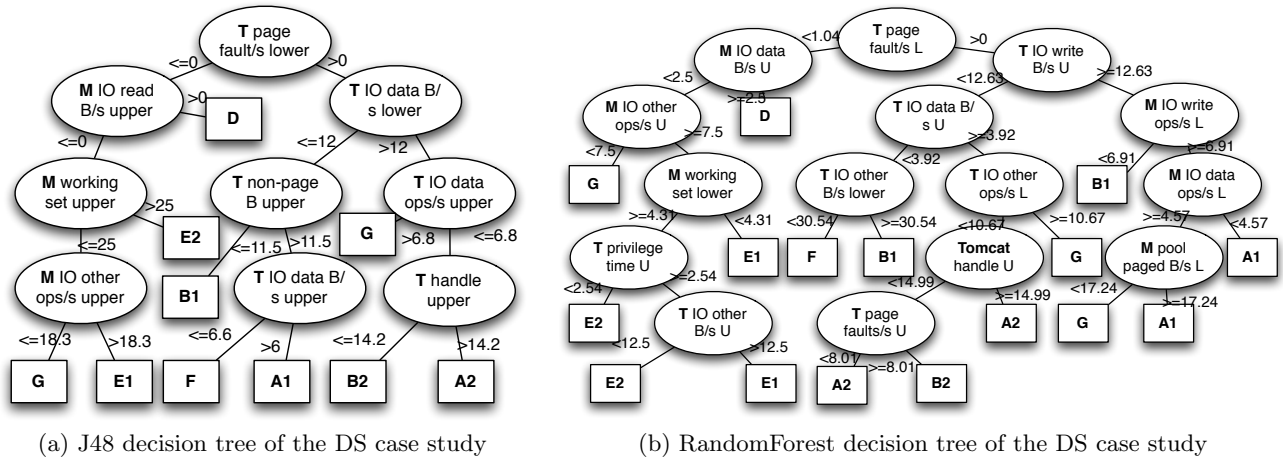 T page
fault/s lower
<=0
>0
M IO read
B/s upper
T IO data B/
s lower
>0
D
<=0
<=12
>12
M working
set upper
T non-page
B upper
T IO data
ops/s upper
>25
E2
G
<=25
<=11.5
>11.5
>6.8
<=6.8
M IO other
ops/s upper
B1
T IO data B/
s upper
T handle
upper
<=18.3
>18.3
<=6.6
>6
<=14.2
>14.2
G
E1
F
A1
B2
A2
(a) J48 decision tree of the DS case study
T page
fault/s L
<1.04
>0
M IO data
B/s U
T IO write
B/s U
<2.5
>=2.5
<12.63
>=12.63
M IO other
ops/s U
D
T IO data B/
s U
M IO write
ops/s L
<7.5
>=7.5
<3.92
>=3.92
<6.91
>=6.91
G
M working
set lower
T IO other
B/s lower
T IO other
ops/s L
B1
M IO data
ops/s L
>=4.31
<4.31
<30.54
>=30.54
<10.67
>=10.67
>=4.57
<4.57
T privilege
time U
E1
F
B1
Tomcat
handle U
G
M pool
paged B/s L
A1
<2.54
>=2.54
<14.99
>=14.99
<17.24
>=17.24
E2
T IO other
B/s U
T page
faults/s U
A2
G
A1
<12.5
>12.5
<8.01
>=8.01
E2
E1
A2
B2
(b) RandomForest decision tree of the DS case study